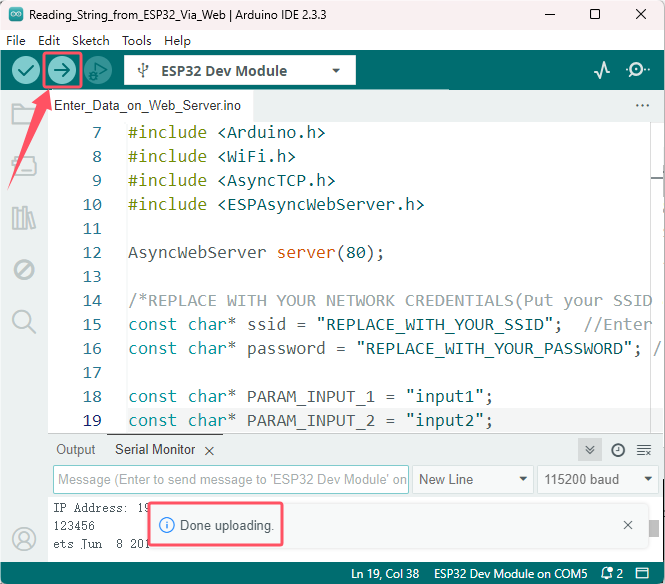 Reading_String_from_ESP32_Via_Web | Arduino IDE 2.3.3
File Edit Sketch Tools Help
ESP32 Dev Module
Enter_Data_on_Web_Server.ino
7 #include <Arduino.h>
8 #include <WiFi.h>
9 #include <AsyncTCP.h>
10 #include <ESPAsyncWebServer.h>
11
12 AsyncWebServer server(80);
13
14 /*REPLACE WITH YOUR NETWORK CREDENTIALS(Put your SSID
15 const char* ssid = "REPLACE_WITH_YOUR_SSID"; //Enter
16 const char* password = "REPLACE_WITH_YOUR_PASSWORD"; /
17
18 const char* PARAM_INPUT_1 = "input1";
19 const char* PARAM_INPUT_2 = "input2";
Output Serial Monitor
Message (Enter to send message to 'ESP32 Dev Module' on New Line 115200 baud
IP Address: 19
123456
ets Jun 8 201
Done uploading.
Ln 19, Col 38 ESP32 Dev Module on COM5 2